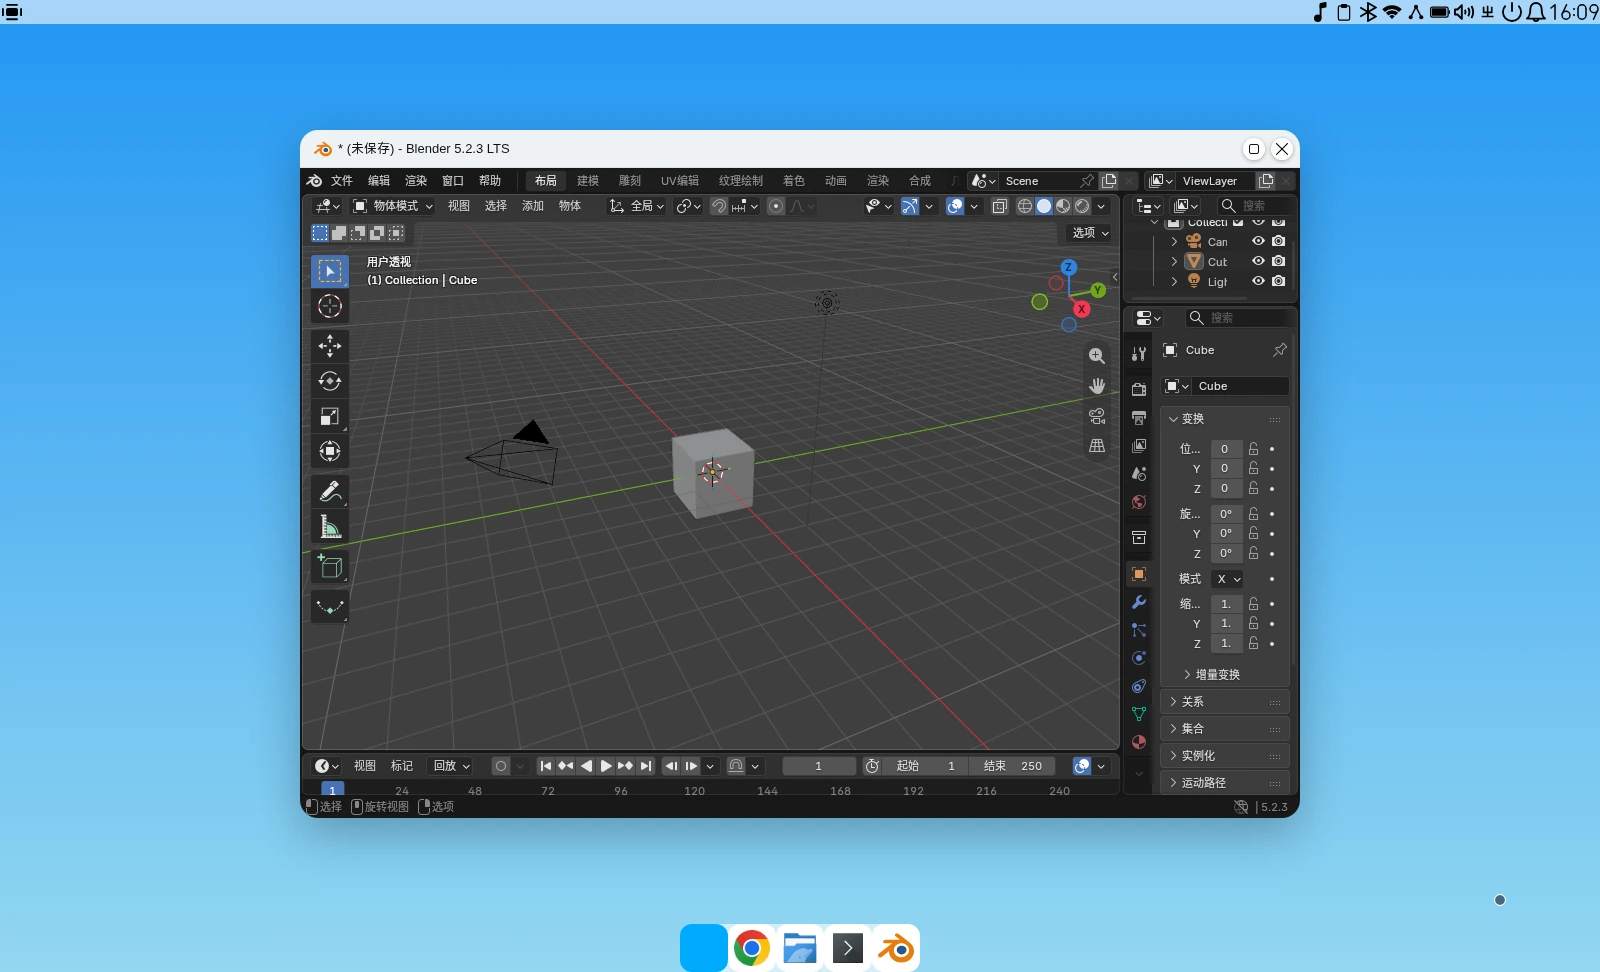 16:09
* (未保存) - Blender 5.2.3 LTS
文件 编辑 渲染 窗口 帮助 布局 建模 雕刻 UV编辑 纹理绘制 着色 动画 渲染 合成 Scene ViewLayer
物体模式 视图 选择 添加 物体 全局 搜索
选项
Collecti
用户透视
(1) Collection | Cube
Can
Cub
Ligh
Z
Y
X
搜索
Cube
Cube
变换
位... 0
Y 0
Z 0
旋... 0°
Y 0°
Z 0°
模式 X
缩... 1.
Y 1.
Z 1.
增量变换
关系
集合
实例化
运动路径
视图 标记 回放 1 起始 1 结束 250
1 24 48 72 96 120 144 168 192 216 240
选择 旋转视图 选项 | 5.2.3